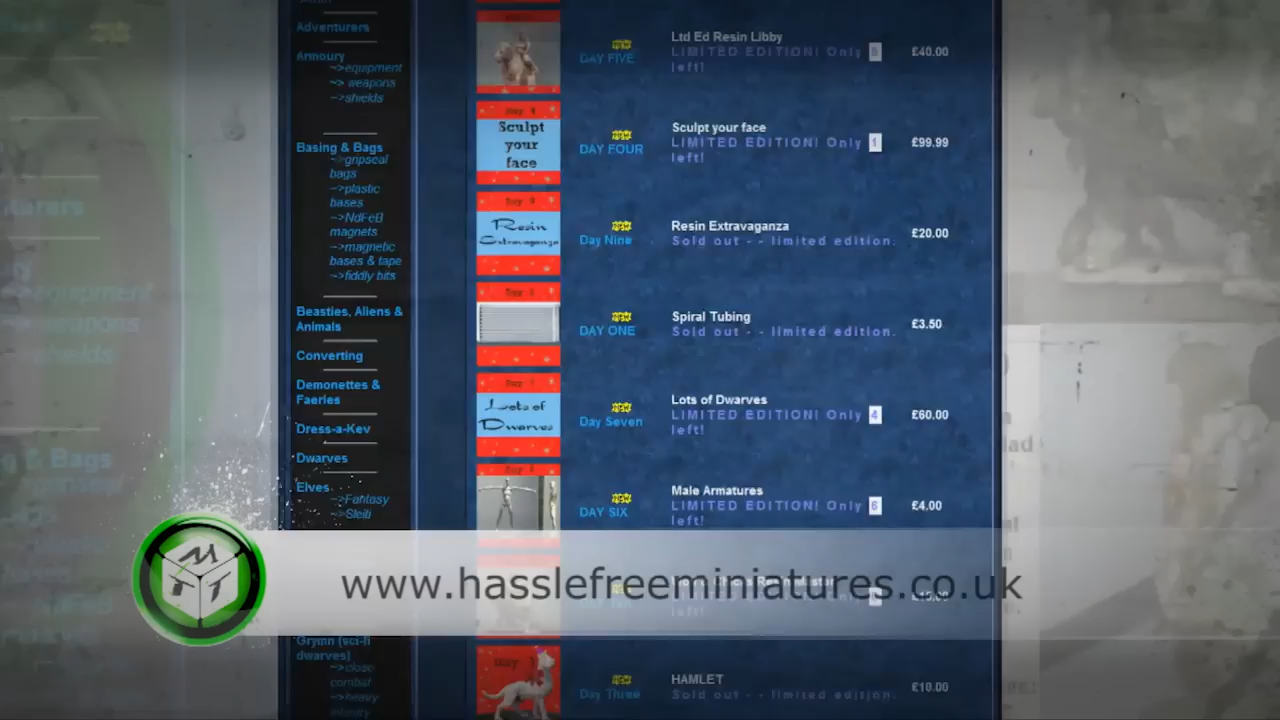 Adventurers
Armoury
~>equipment
~> weapons
~>shields
Basing & Bags
~>gripseal
bags
~>plastic
bases
~>NdFeB
magnets
~>magnetic
bases & tape
~>fiddly bits
Beasties, Aliens &
Animals
Converting
Demonettes &
Faeries
Dress-a-Kev
Dwarves
Elves
~>Fantasy
~>Sleiti
Grymn (sci-fi
dwarves)
~>close
combat
~>heavy
infantry
DAY FIVE
Ltd Ed Resin Libby
LIMITED EDITION! Only
left!
£40.00
Sculpt
your
face
DAY FOUR
Sculpt your face
LIMITED EDITION! Only 1
left!
£99.99
Resin
Extravaganza
Day Nine
Resin Extravaganza
Sold out - - limited edition.
£20.00
DAY ONE
Spiral Tubing
Sold out - - limited edition.
£3.50
Lots of
Dwarves
Day Seven
Lots of Dwarves
LIMITED EDITION! Only 4
left!
£60.00
DAY SIX
Male Armatures
LIMITED EDITION! Only 6
left!
£4.00
MFT
www.hasslefreeminiatures.co.uk
Day Three
HAMLET
Sold out - - limited edition.
£10.00